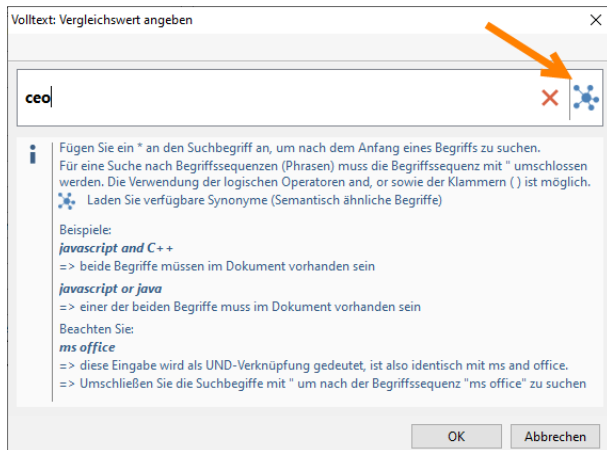 Volltext: Vergleichswert angeben
ceo
Fügen Sie ein * an den Suchbegriff an, um nach dem Anfang eines Begriffs zu suchen.
Für eine Suche nach Begriffssequenzen (Phrasen) muss die Begriffssequenz mit " umschlossen
werden. Die Verwendung der logischen Operatoren and, or sowie der Klammern ( ) ist möglich.
Laden Sie verfügbare Synonyme (Semantisch ähnliche Begriffe)
Beispiele:
javascript and C++
=> beide Begriffe müssen im Dokument vorhanden sein
javascript or java
=> einer der beiden Begriffe muss im Dokument vorhanden sein
Beachten Sie:
ms office
=> diese Eingabe wird als UND-Verknüpfung gedeutet, ist also identisch mit ms and office.
=> Umschließen Sie die Suchbegiffe mit " um nach der Begriffssequenz "ms office" zu suchen
OK Abbrechen